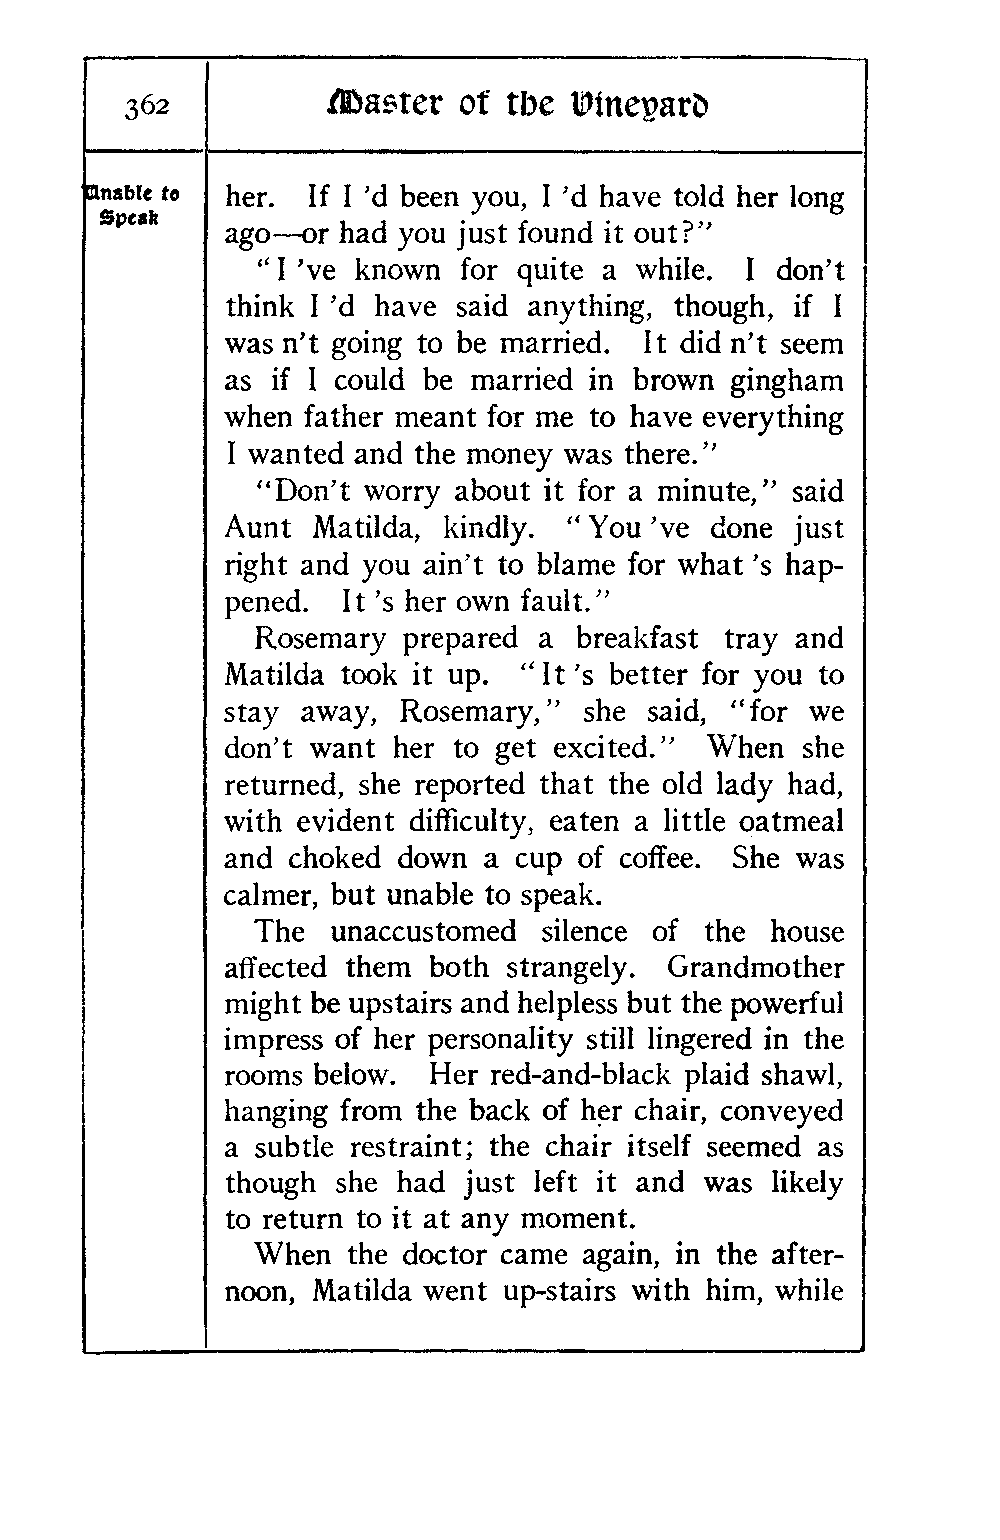 362
Master of the Vineyard
Unable to
Speak
her. If I 'd been you, I 'd have told her long
ago—or had you just found it out?"
"I 've known for quite a while. I don't
think I 'd have said anything, though, if I
was n't going to be married. It did n't seem
as if I could be married in brown gingham
when father meant for me to have everything
I wanted and the money was there."
"Don't worry about it for a minute," said
Aunt Matilda, kindly. "You 've done just
right and you ain't to blame for what 's hap-
pened. It 's her own fault."
Rosemary prepared a breakfast tray and
Matilda took it up. "It 's better for you to
stay away, Rosemary," she said, "for we
don't want her to get excited." When she
returned, she reported that the old lady had,
with evident difficulty, eaten a little oatmeal
and choked down a cup of coffee. She was
calmer, but unable to speak.
The unaccustomed silence of the house
affected them both strangely. Grandmother
might be upstairs and helpless but the powerful
impress of her personality still lingered in the
rooms below. Her red-and-black plaid shawl,
hanging from the back of her chair, conveyed
a subtle restraint; the chair itself seemed as
though she had just left it and was likely
to return to it at any moment.
When the doctor came again, in the after-
noon, Matilda went up-stairs with him, while